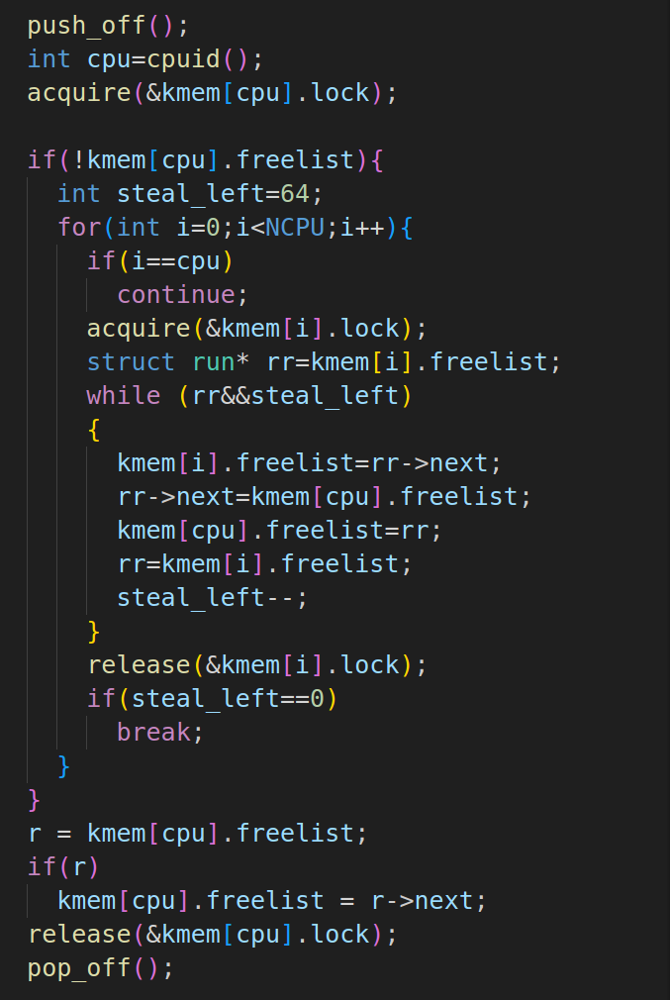 push_off();
int cpu=cpuid();
acquire(&kmem[cpu].lock);

if(!kmem[cpu].freelist){
  int steal_left=64;
  for(int i=0;i<NCPU;i++){
    if(i==cpu)
      continue;
    acquire(&kmem[i].lock);
    struct run* rr=kmem[i].freelist;
    while (rr&&steal_left)
    {
      kmem[i].freelist=rr->next;
      rr->next=kmem[cpu].freelist;
      kmem[cpu].freelist=rr;
      rr=kmem[i].freelist;
      steal_left--;
    }
    release(&kmem[i].lock);
    if(steal_left==0)
      break;
  }
}
r = kmem[cpu].freelist;
if(r)
  kmem[cpu].freelist = r->next;
release(&kmem[cpu].lock);
pop_off();